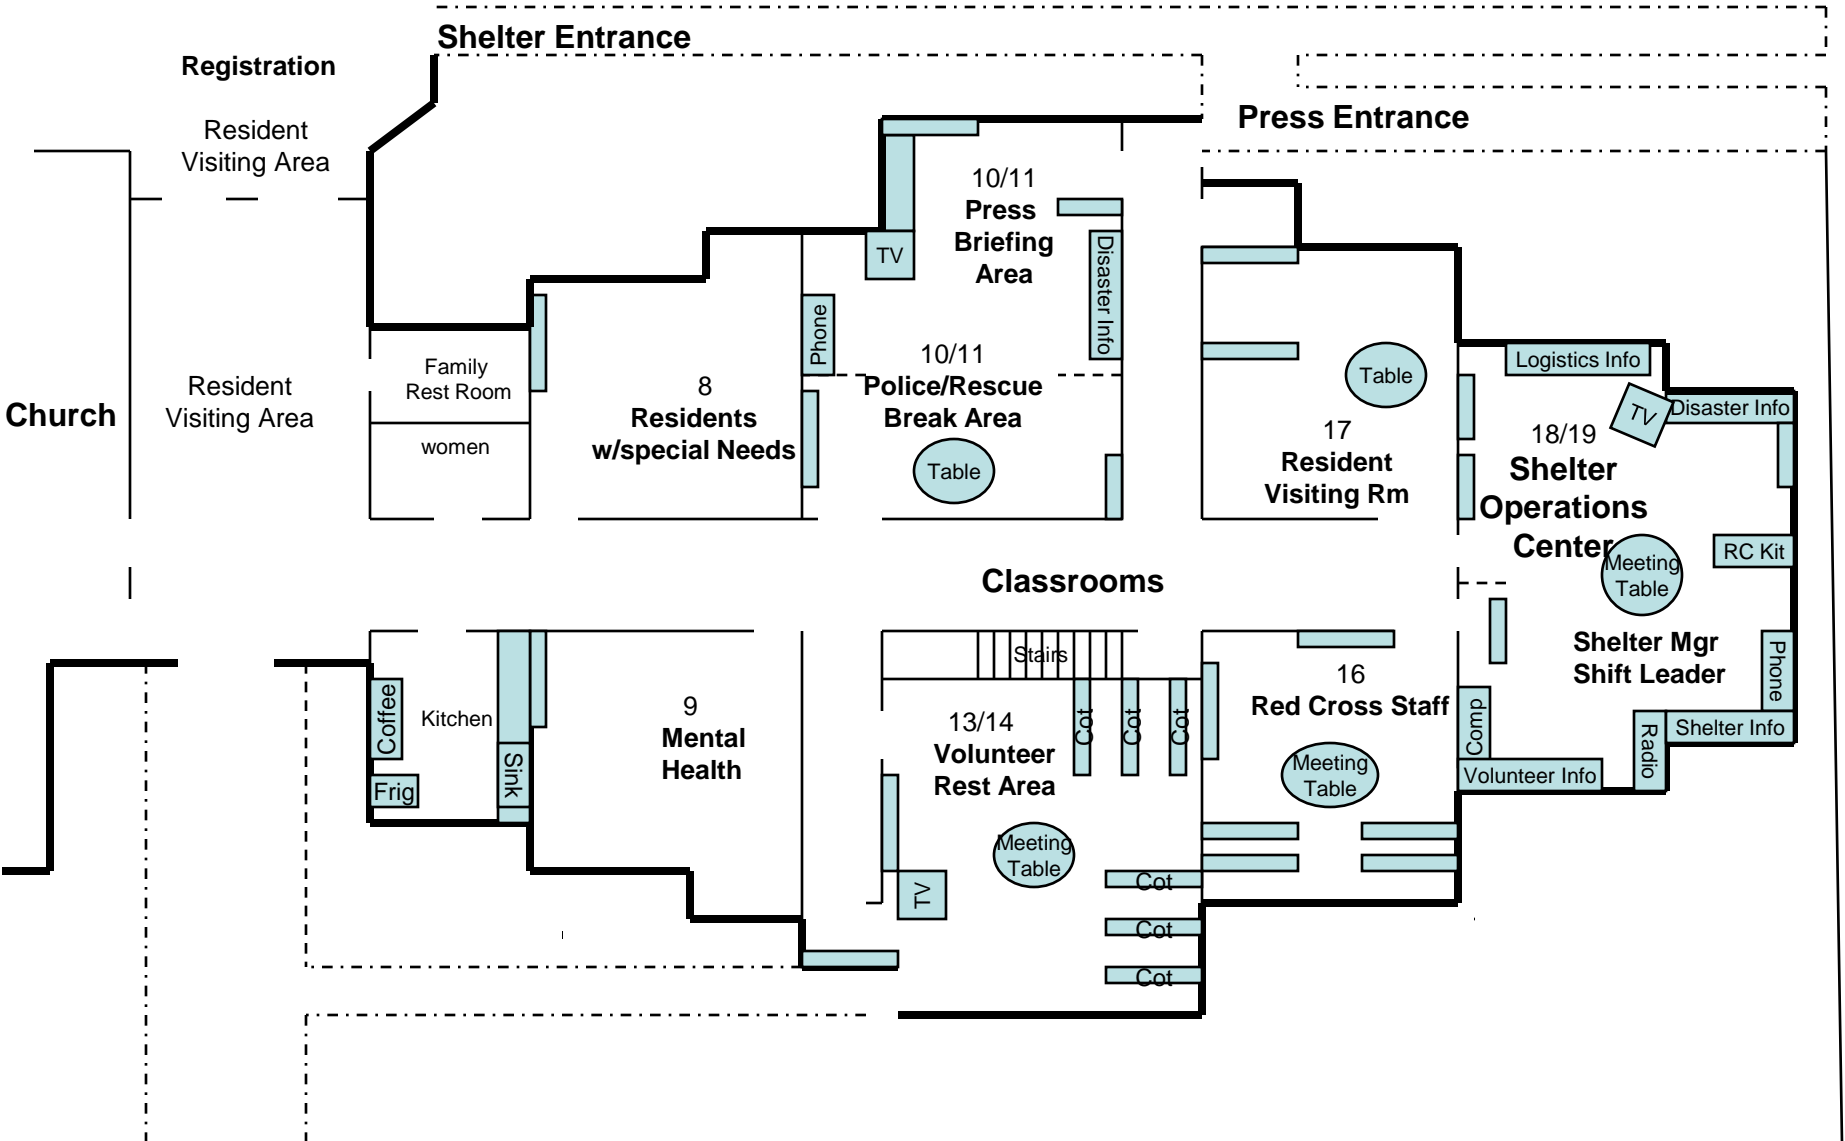 Shelter Entrance
Registration
Resident
Visiting Area
Press Entrance
10/11
Press
Briefing
Area
TV
Disaster Info
Phone
Family
Rest Room
women
Church
Resident
Visiting Area
8
Residents
w/special Needs
10/11
Police/Rescue
Break Area
Table
Table
17
Resident
Visiting Rm
Logistics Info
TV
Disaster Info
18/19
Shelter
Operations
Center
RC Kit
Meeting
Table
Classrooms
Shelter Mgr
Shift Leader
Phone
Shelter Info
Radio
Comp
Volunteer Info
Coffee
Kitchen
Frig
Sink
9
Mental
Health
Stairs
13/14
Volunteer
Rest Area
Cot
Cot
Cot
16
Red Cross Staff
Meeting
Table
Meeting
Table
TV
Cot
Cot
Cot